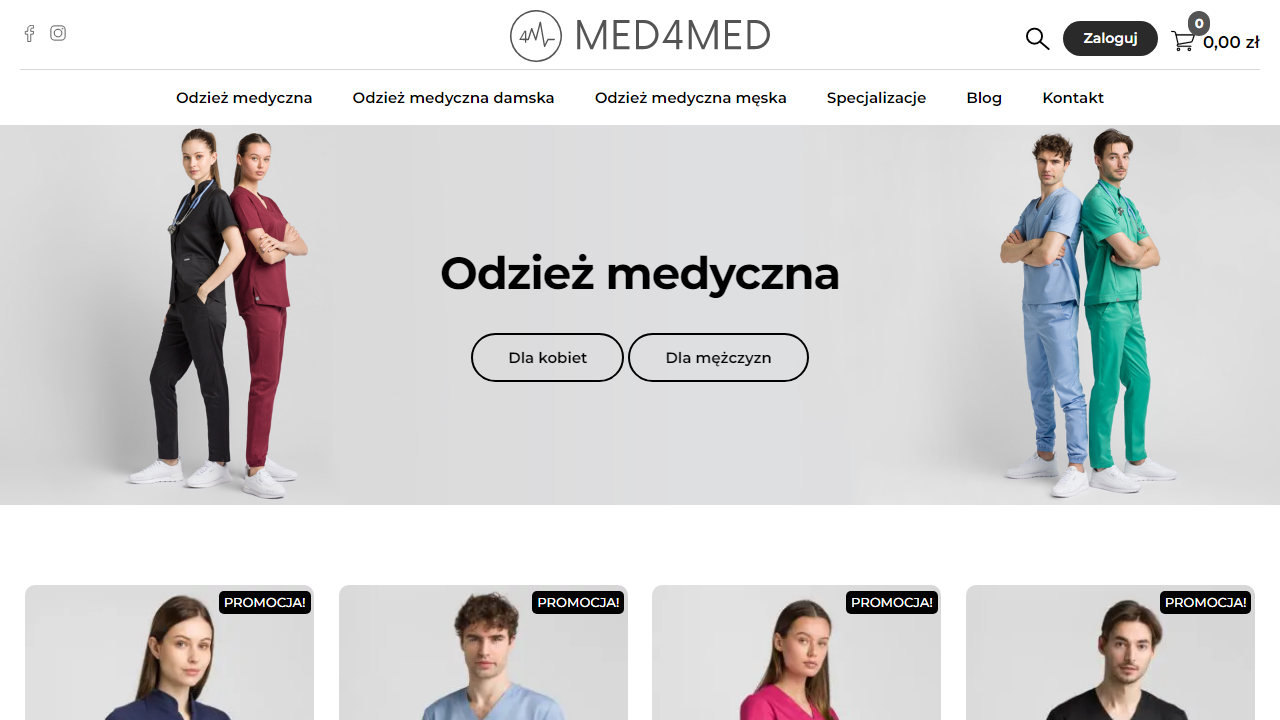 MED4MED
Zaloguj
0
0,00 zł
Odzież medyczna
Odzież medyczna damska
Odzież medyczna męska
Specjalizacje
Blog
Kontakt
Odzież medyczna
Dla kobiet
Dla mężczyzn
PROMOCJA!
PROMOCJA!
PROMOCJA!
PROMOCJA!